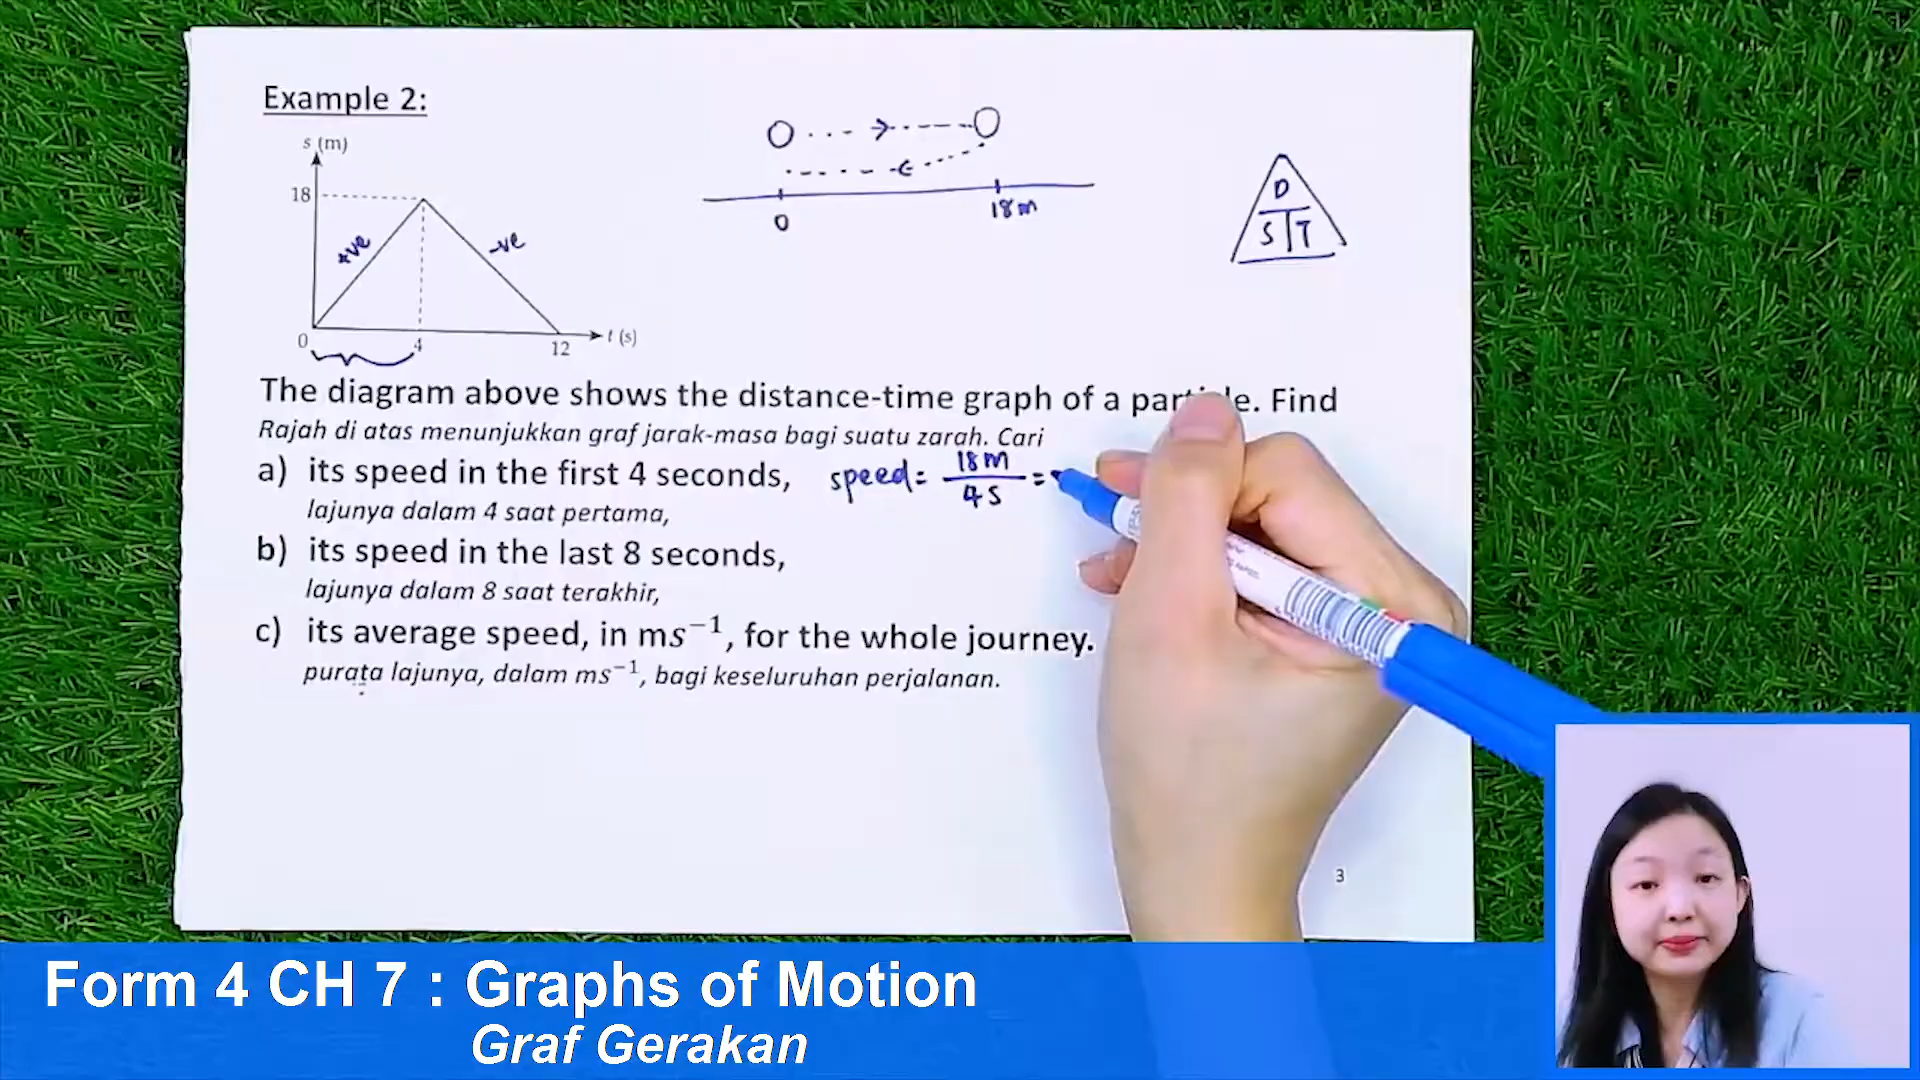 Example 2:
s (m)
18
+ve
-ve
0
4
12
t (s)
0
18m
D
S T
The diagram above shows the distance-time graph of a particle. Find
Rajah di atas menunjukkan graf jarak-masa bagi suatu zarah. Cari
a) its speed in the first 4 seconds, speed = 18m / 4s =
lajunya dalam 4 saat pertama,
b) its speed in the last 8 seconds,
lajunya dalam 8 saat terakhir,
c) its average speed, in ms⁻¹, for the whole journey.
purata lajunya, dalam ms⁻¹, bagi keseluruhan perjalanan.
3
Form 4 CH 7 : Graphs of Motion
Graf Gerakan